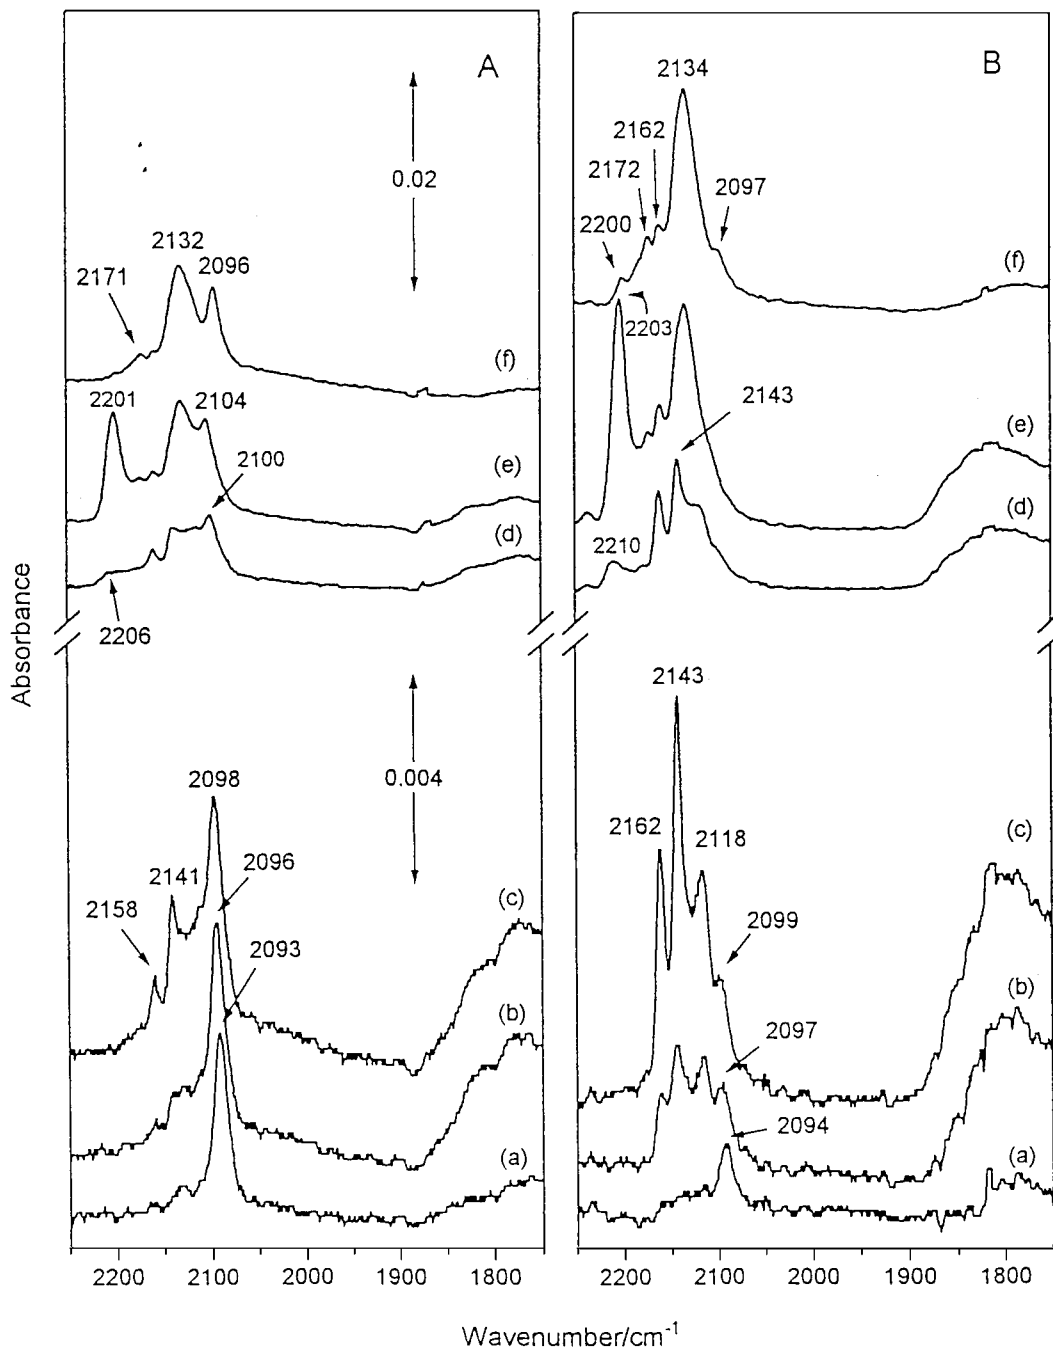 A
0.02
2132
2096
2171
(f)
2201
2104
2100
(e)
(d)
2206
0.004
2098
2096
2141
2158
2093
(c)
(b)
(a)
2200
2100
2000
1900
1800
B
2134
2162
2172
2097
2200
(f)
2203
2143
(e)
(d)
2210
2143
2162
2118
(c)
2099
(b)
2097
2094
(a)
2200
2100
2000
1900
1800
Absorbance
Wavenumber/cm⁻¹